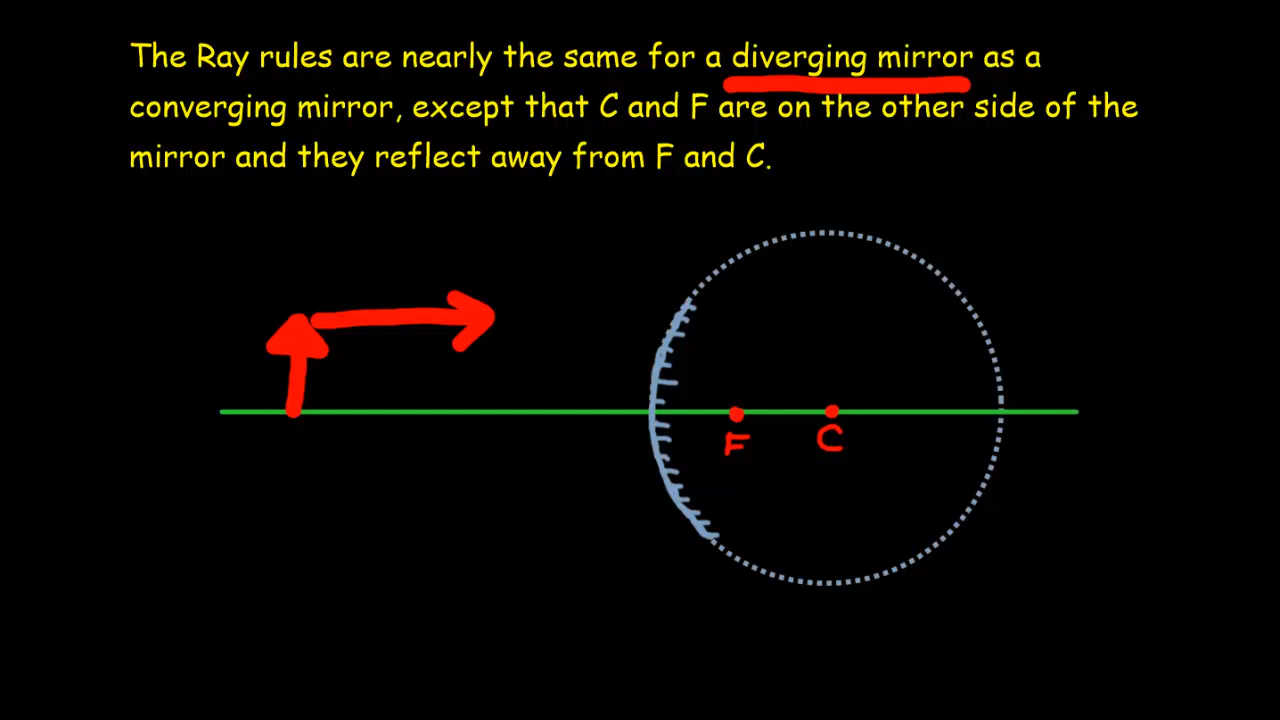 The Ray rules are nearly the same for a diverging mirror as a
converging mirror, except that C and F are on the other side of the
mirror and they reflect away from F and C.
F C